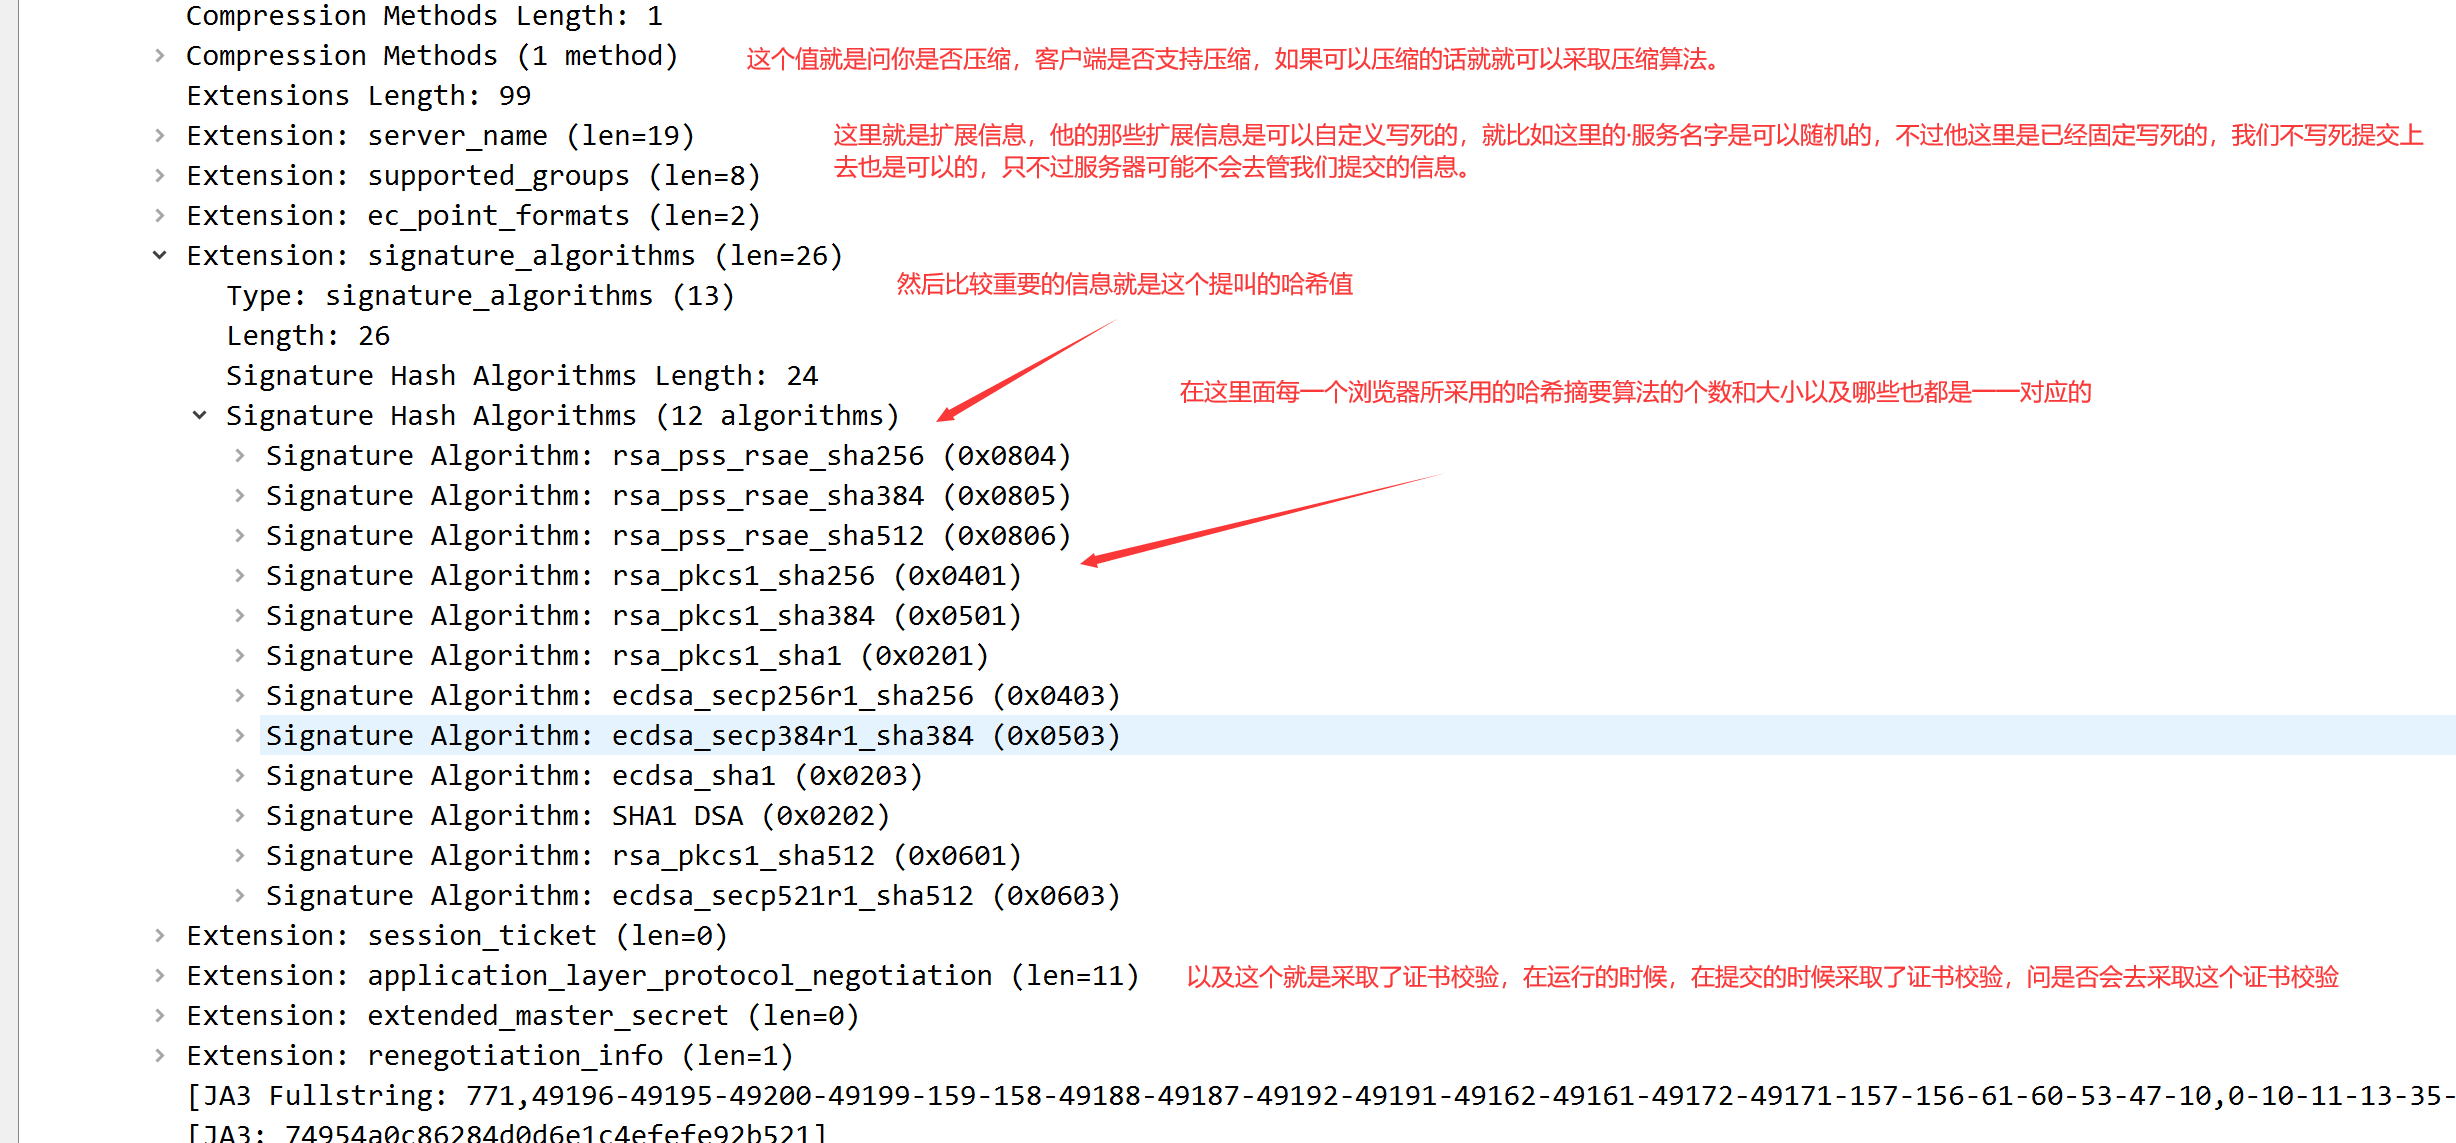 Compression Methods Length: 1
Compression Methods (1 method)
这个值就是问你是否压缩，客户端是否支持压缩，如果可以压缩的话就就可以采取压缩算法。
Extensions Length: 99
Extension: server_name (len=19)
这里就是扩展信息，他的那些扩展信息是可以自定义写死的，就比如这里的·服务名字是可以随机的，不过他这里是已经固定写死的，我们不写死提交上
去也是可以的，只不过服务器可能不会去管我们提交的信息。
Extension: supported_groups (len=8)
Extension: ec_point_formats (len=2)
Extension: signature_algorithms (len=26)
然后比较重要的信息就是这个提叫的哈希值
Type: signature_algorithms (13)
Length: 26
Signature Hash Algorithms Length: 24
在这里面每一个浏览器所采用的哈希摘要算法的个数和大小以及哪些也都是一一对应的
Signature Hash Algorithms (12 algorithms)
Signature Algorithm: rsa_pss_rsae_sha256 (0x0804)
Signature Algorithm: rsa_pss_rsae_sha384 (0x0805)
Signature Algorithm: rsa_pss_rsae_sha512 (0x0806)
Signature Algorithm: rsa_pkcs1_sha256 (0x0401)
Signature Algorithm: rsa_pkcs1_sha384 (0x0501)
Signature Algorithm: rsa_pkcs1_sha1 (0x0201)
Signature Algorithm: ecdsa_secp256r1_sha256 (0x0403)
Signature Algorithm: ecdsa_secp384r1_sha384 (0x0503)
Signature Algorithm: ecdsa_sha1 (0x0203)
Signature Algorithm: SHA1 DSA (0x0202)
Signature Algorithm: rsa_pkcs1_sha512 (0x0601)
Signature Algorithm: ecdsa_secp521r1_sha512 (0x0603)
Extension: session_ticket (len=0)
Extension: application_layer_protocol_negotiation (len=11)
以及这个就是采取了证书校验，在运行的时候，在提交的时候采取了证书校验，问是否会去采取这个证书校验
Extension: extended_master_secret (len=0)
Extension: renegotiation_info (len=1)
[JA3 Fullstring: 771,49196-49195-49200-49199-159-158-49188-49187-49192-49191-49162-49161-49172-49171-157-156-61-60-53-47-10,0-10-11-13-35-
[JA3: 74954a0c86284d0d6e1c4efefe92b521]